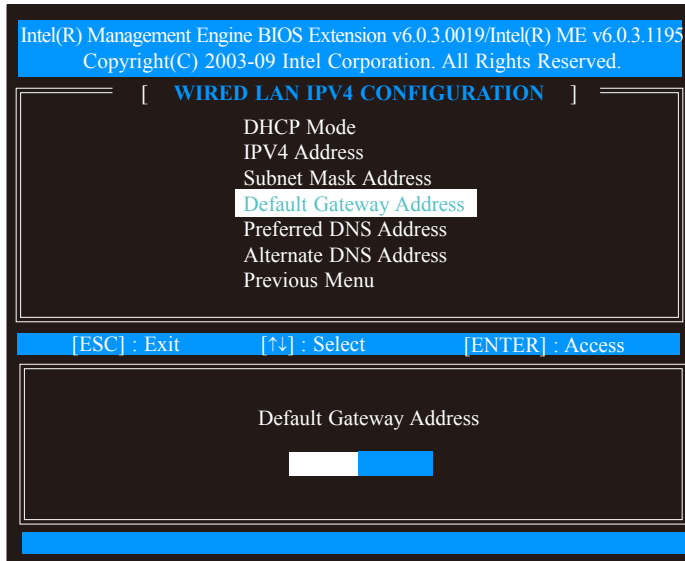 Intel(R) Management Engine BIOS Extension v6.0.3.0019/Intel(R) ME v6.0.3.1195
Copyright(C) 2003-09 Intel Corporation. All Rights Reserved.
[ WIRED LAN IPV4 CONFIGURATION ]
DHCP Mode
IPV4 Address
Subnet Mask Address
Default Gateway Address
Preferred DNS Address
Alternate DNS Address
Previous Menu
[ESC] : Exit [↑↓] : Select [ENTER] : Access
Default Gateway Address